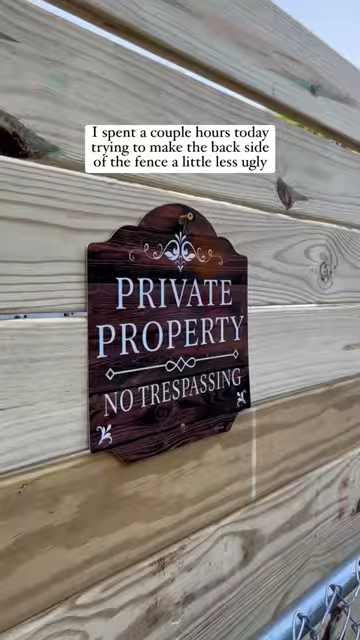 I spent a couple hours today
trying to make the back side
of the fence a little less ugly
PRIVATE
PROPERTY
NO TRESPASSING